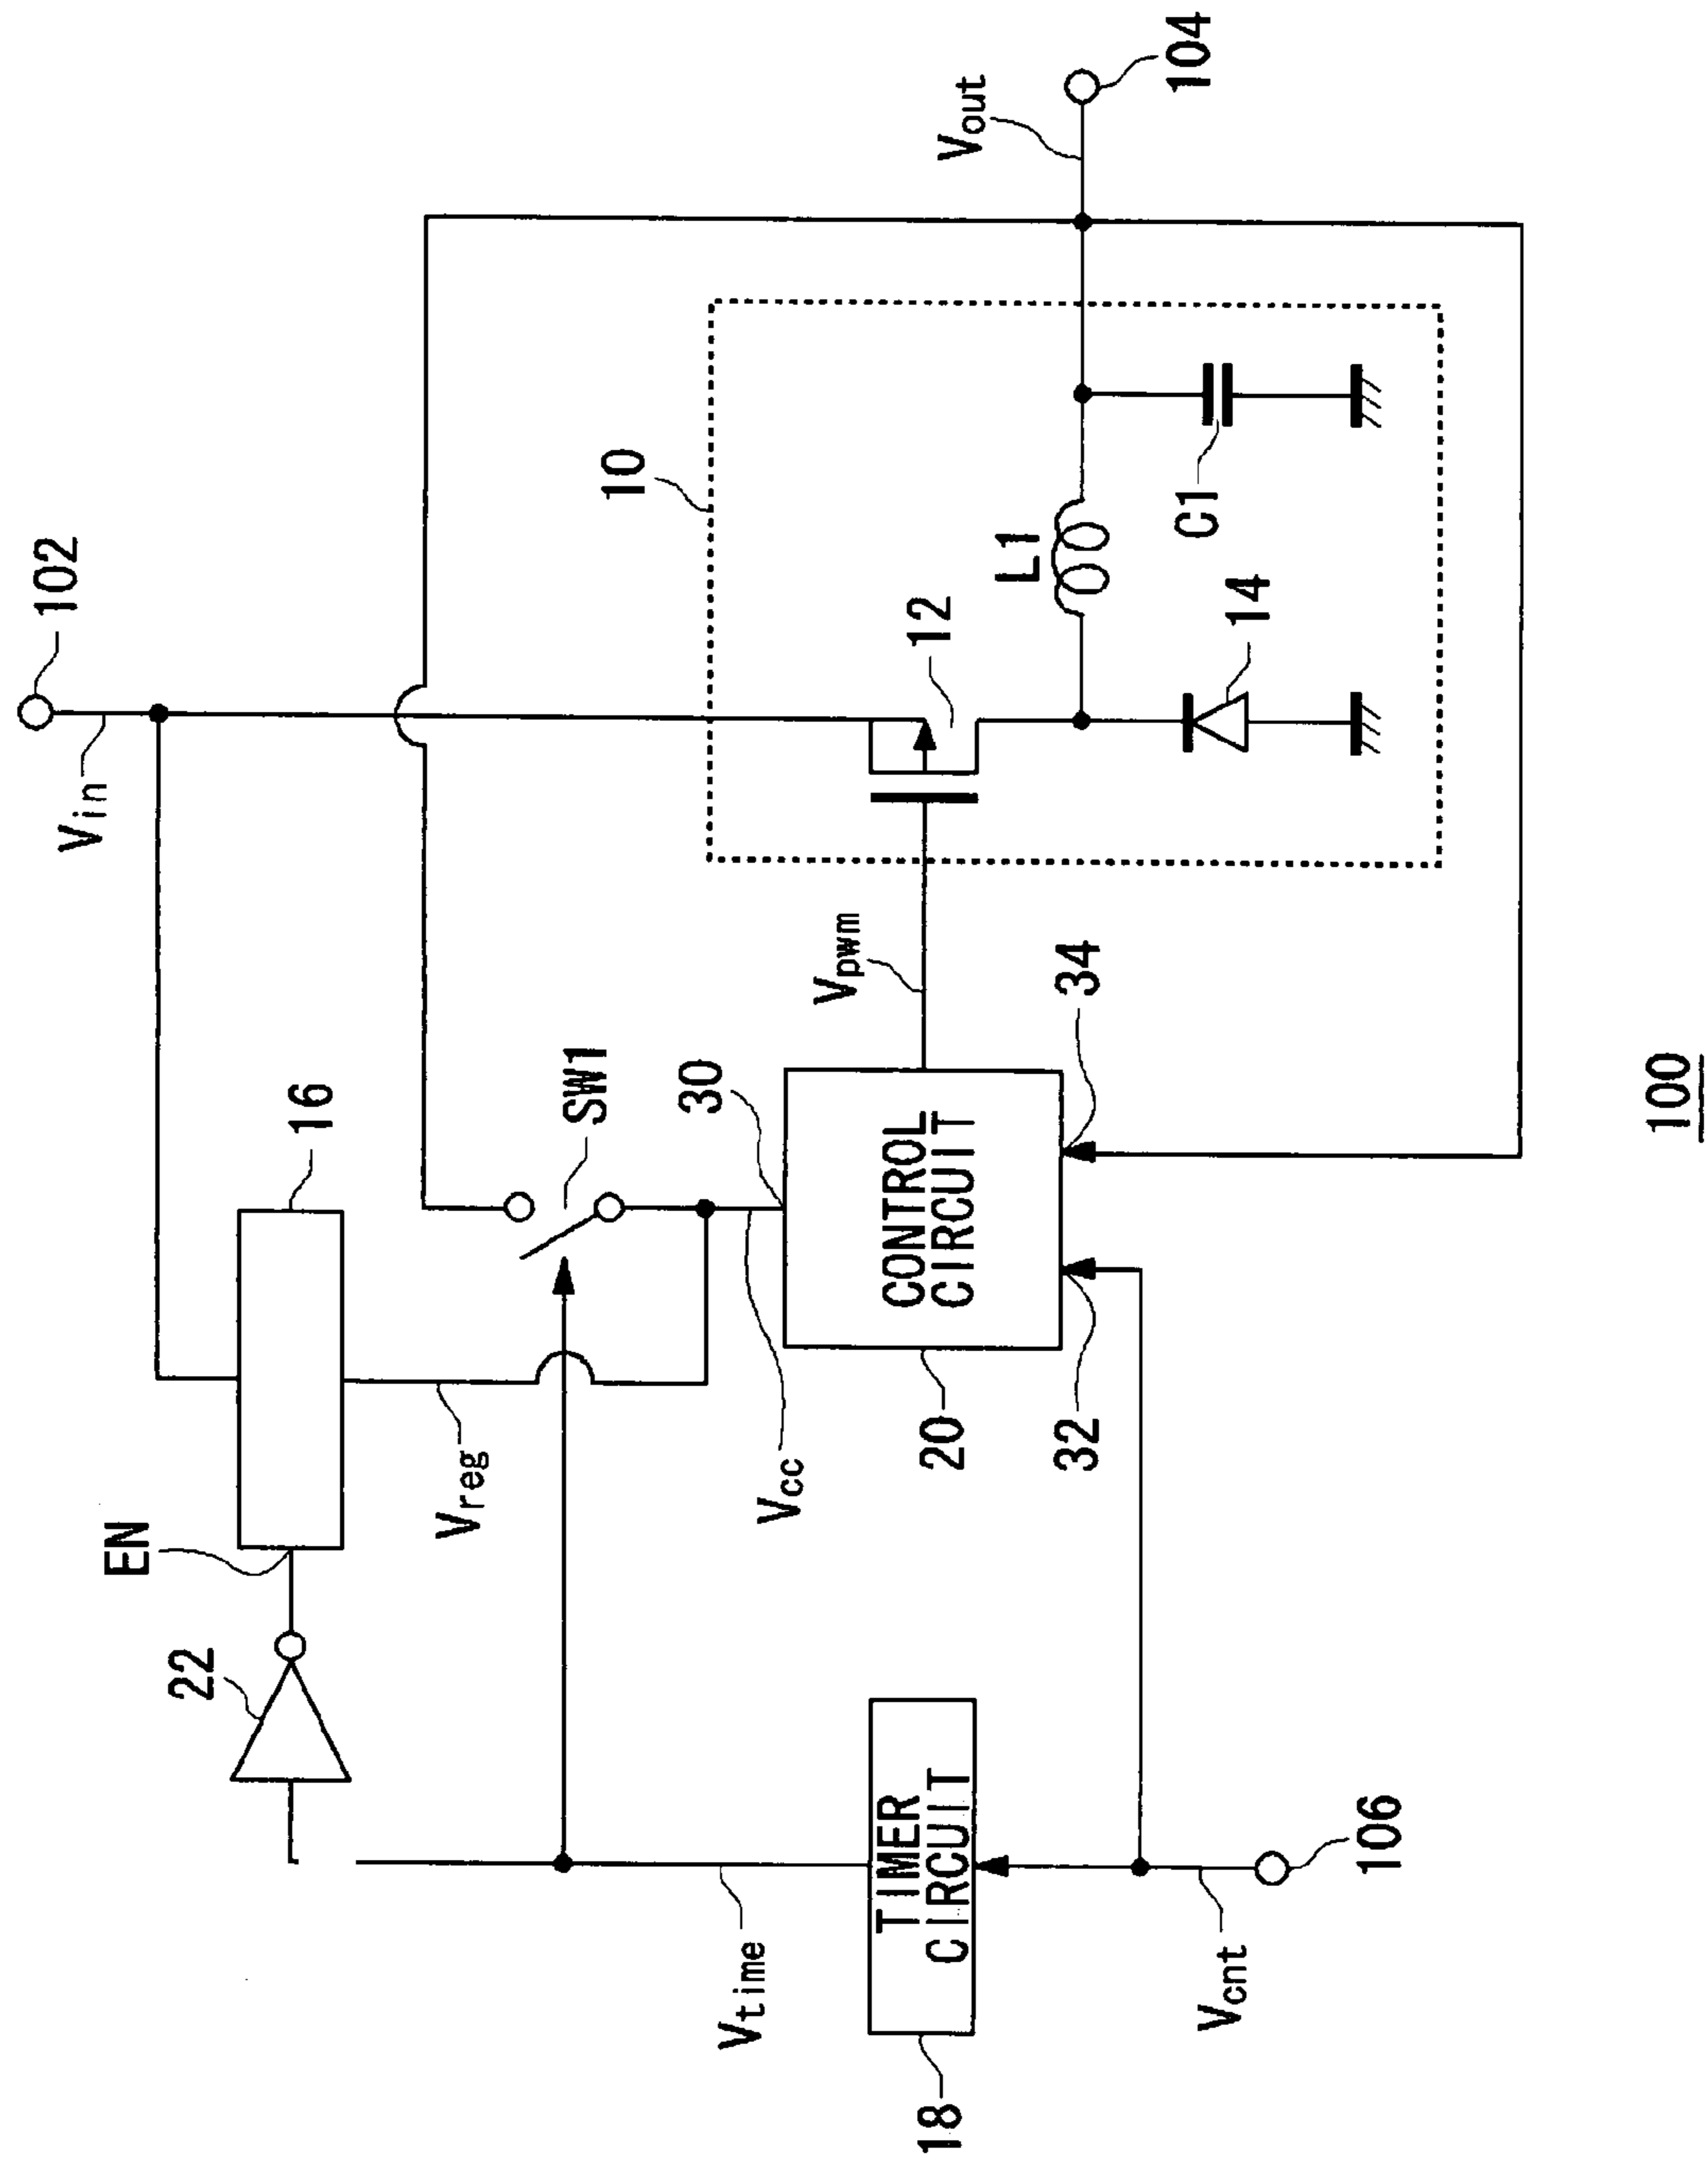 102
Vin
104
Vout
10
16
EN
22
SW1
12
L1
C1
14
30
Vreg
Vcc
Vpwm
CONTROL
CIRCUIT
34
20
32
Vtime
TIMER
CIRCUIT
18
Vcnt
106
100